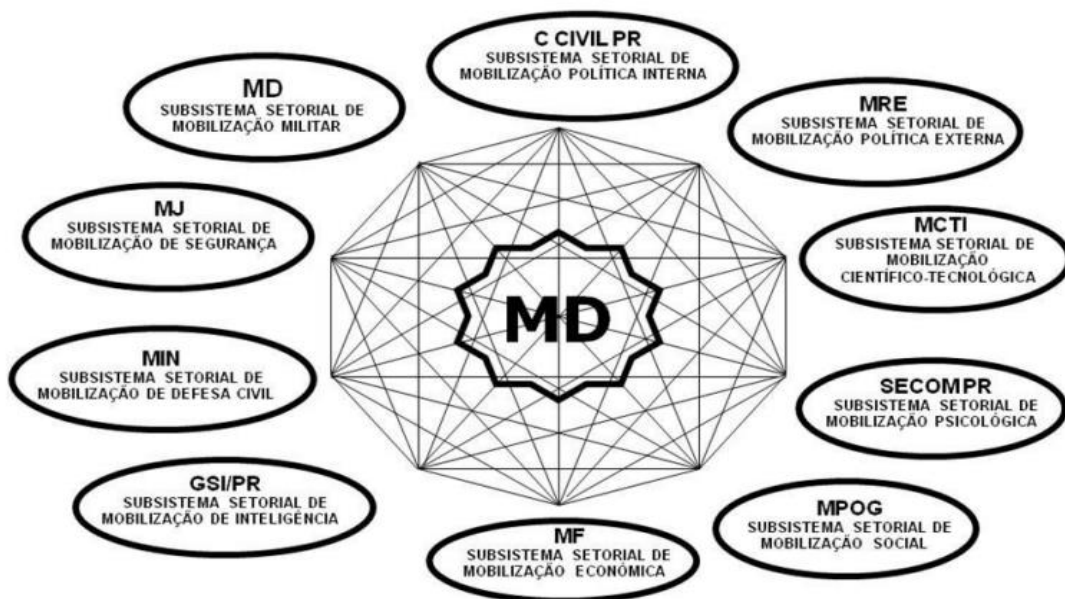 C CIVIL PR
SUBSISTEMA SETORIAL DE
MOBILIZAÇÃO POLÍTICA INTERNA
MD
SUBSISTEMA SETORIAL DE
MOBILIZAÇÃO MILITAR
MRE
SUBSISTEMA SETORIAL DE
MOBILIZAÇÃO POLÍTICA EXTERNA
MJ
SUBSISTEMA SETORIAL DE
MOBILIZAÇÃO DE SEGURANÇA
MCTI
SUBSISTEMA SETORIAL DE
MOBILIZAÇÃO
CIENTÍFICO-TECNOLÓGICA
MD
MIN
SUBSISTEMA SETORIAL DE
MOBILIZAÇÃO DE DEFESA CIVIL
SECOM PR
SUBSISTEMA SETORIAL DE
MOBILIZAÇÃO PSICOLÓGICA
GSI/PR
SUBSISTEMA SETORIAL DE
MOBILIZAÇÃO DE INTELIGÊNCIA
MPOG
SUBSISTEMA SETORIAL DE
MOBILIZAÇÃO SOCIAL
MF
SUBSISTEMA SETORIAL DE
MOBILIZAÇÃO ECONÔMICA